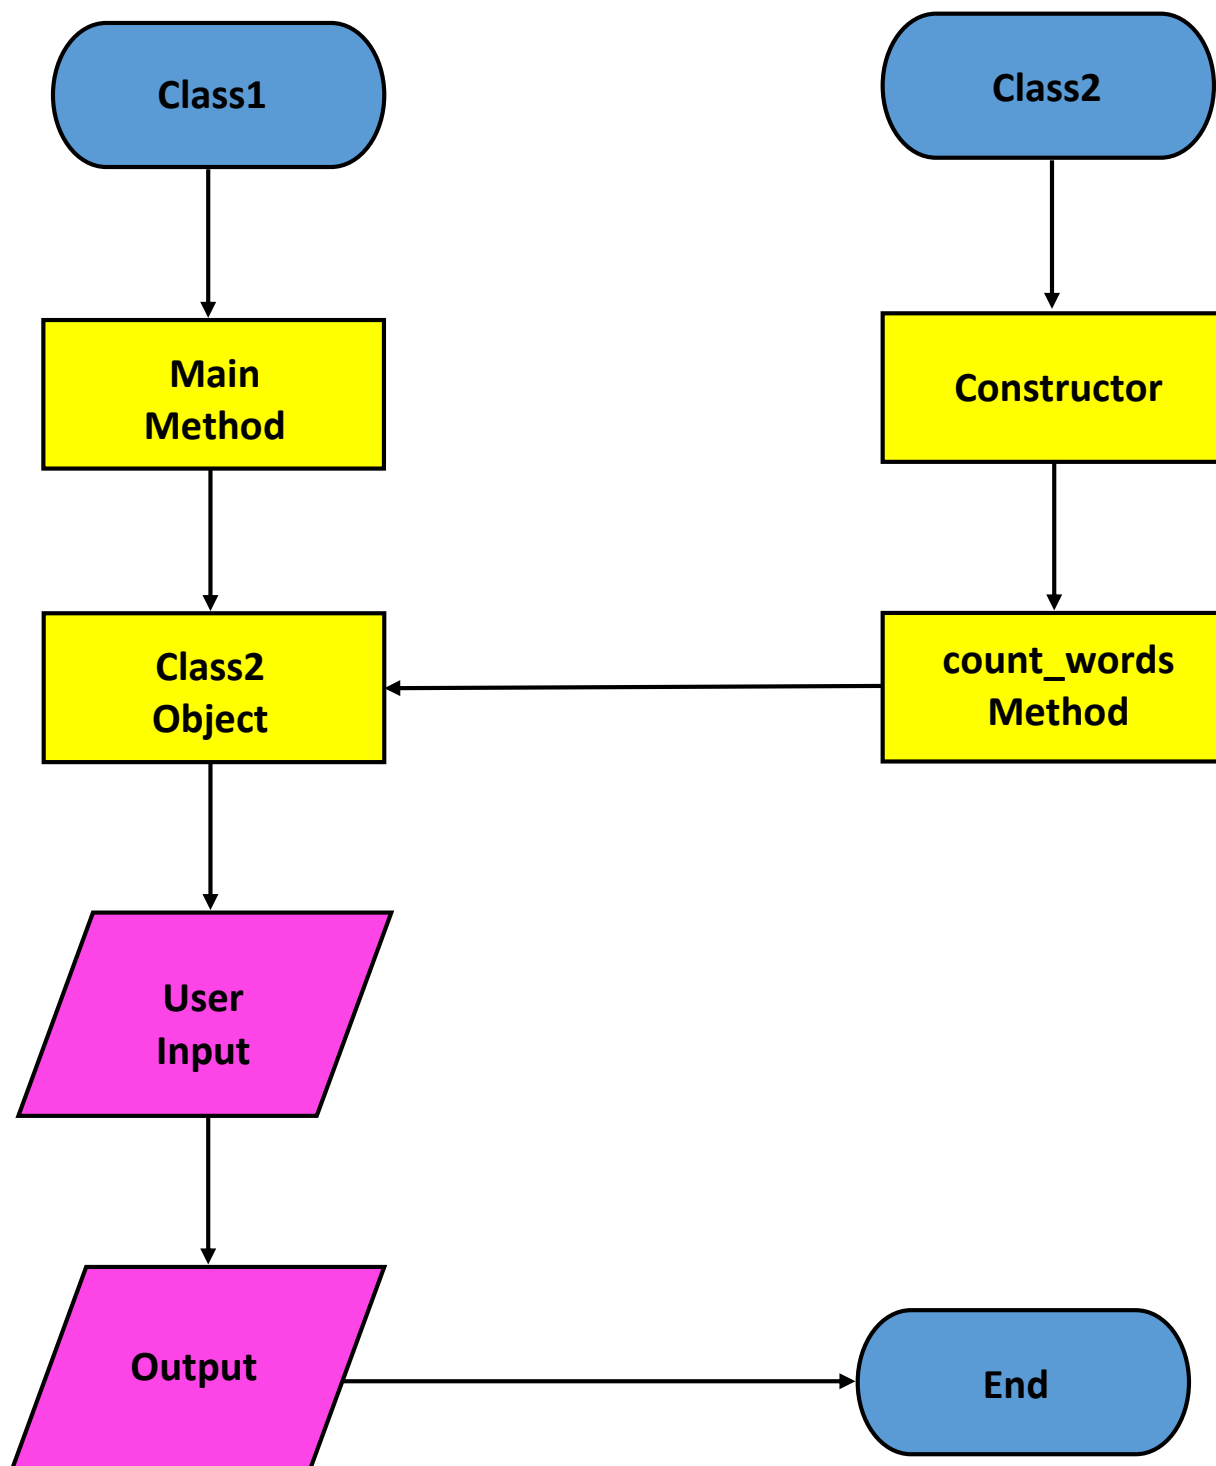 Class1
Class2
Main
Method
Constructor
Class2
Object
count_words
Method
User
Input
Output
End